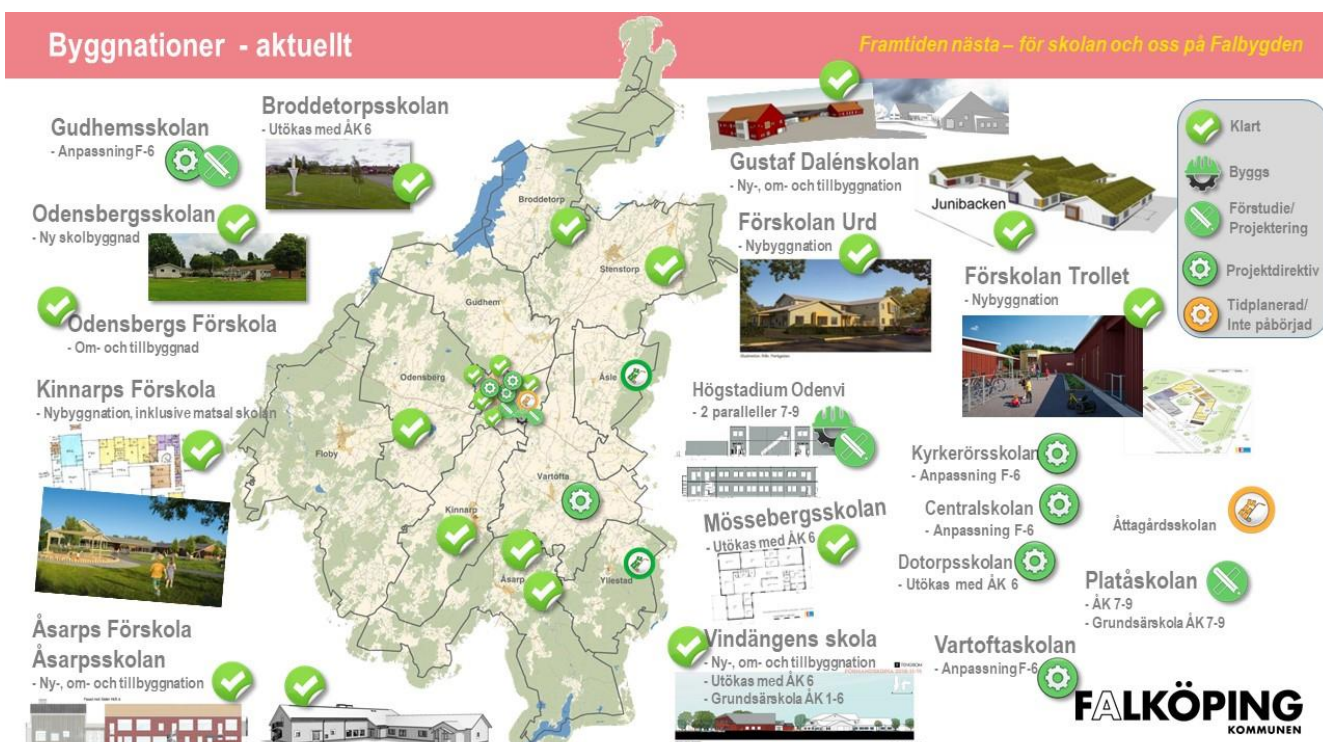 Byggnationer - aktuellt
Framtiden nästa – för skolan och oss på Falbygden
Gudhemsskolan
- Anpassning F-6
Broddetorpsskolan
- Utökas med ÅK 6
Odensbergsskolan
- Ny skolbyggnad
Odensbergs Förskola
- Om- och tillbyggnad
Kinnarps Förskola
- Nybyggnation, inklusive matsal skolan
Åsarps Förskola
Åsarpsskolan
- Ny-, om- och tillbyggnation
Broddetorp
Stenstorp
Gudhem
Odensberg
Åsle
Floby
Vartofta
Kinnarp
Åsarp
Yllestad
Gustaf Dalénskolan
- Ny-, om- och tillbyggnation
Förskolan Urd
- Nybyggnation
Högstadium Odenvi
- 2 paralleller 7-9
Mössebergsskolan
- Utökas med ÅK 6
Vindängens skola
- Ny-, om- och tillbyggnation
- Utökas med ÅK 6
- Grundsärskola ÅK 1-6
Junibacken
Förskolan Trollet
- Nybyggnation
Kyrkerörsskolan
- Anpassning F-6
Centralskolan
- Anpassning F-6
Dotorpsskolan
- Utökas med ÅK 6
Åttagårdsskolan
Platåskolan
- ÅK 7-9
- Grundsärskola ÅK 7-9
Vartoftaskolan
- Anpassning F-6
Klart
Byggs
Förstudie/
Projektering
Projektdirektiv
Tidplanerad/
Inte påbörjad
FALKÖPING
KOMMUNEN